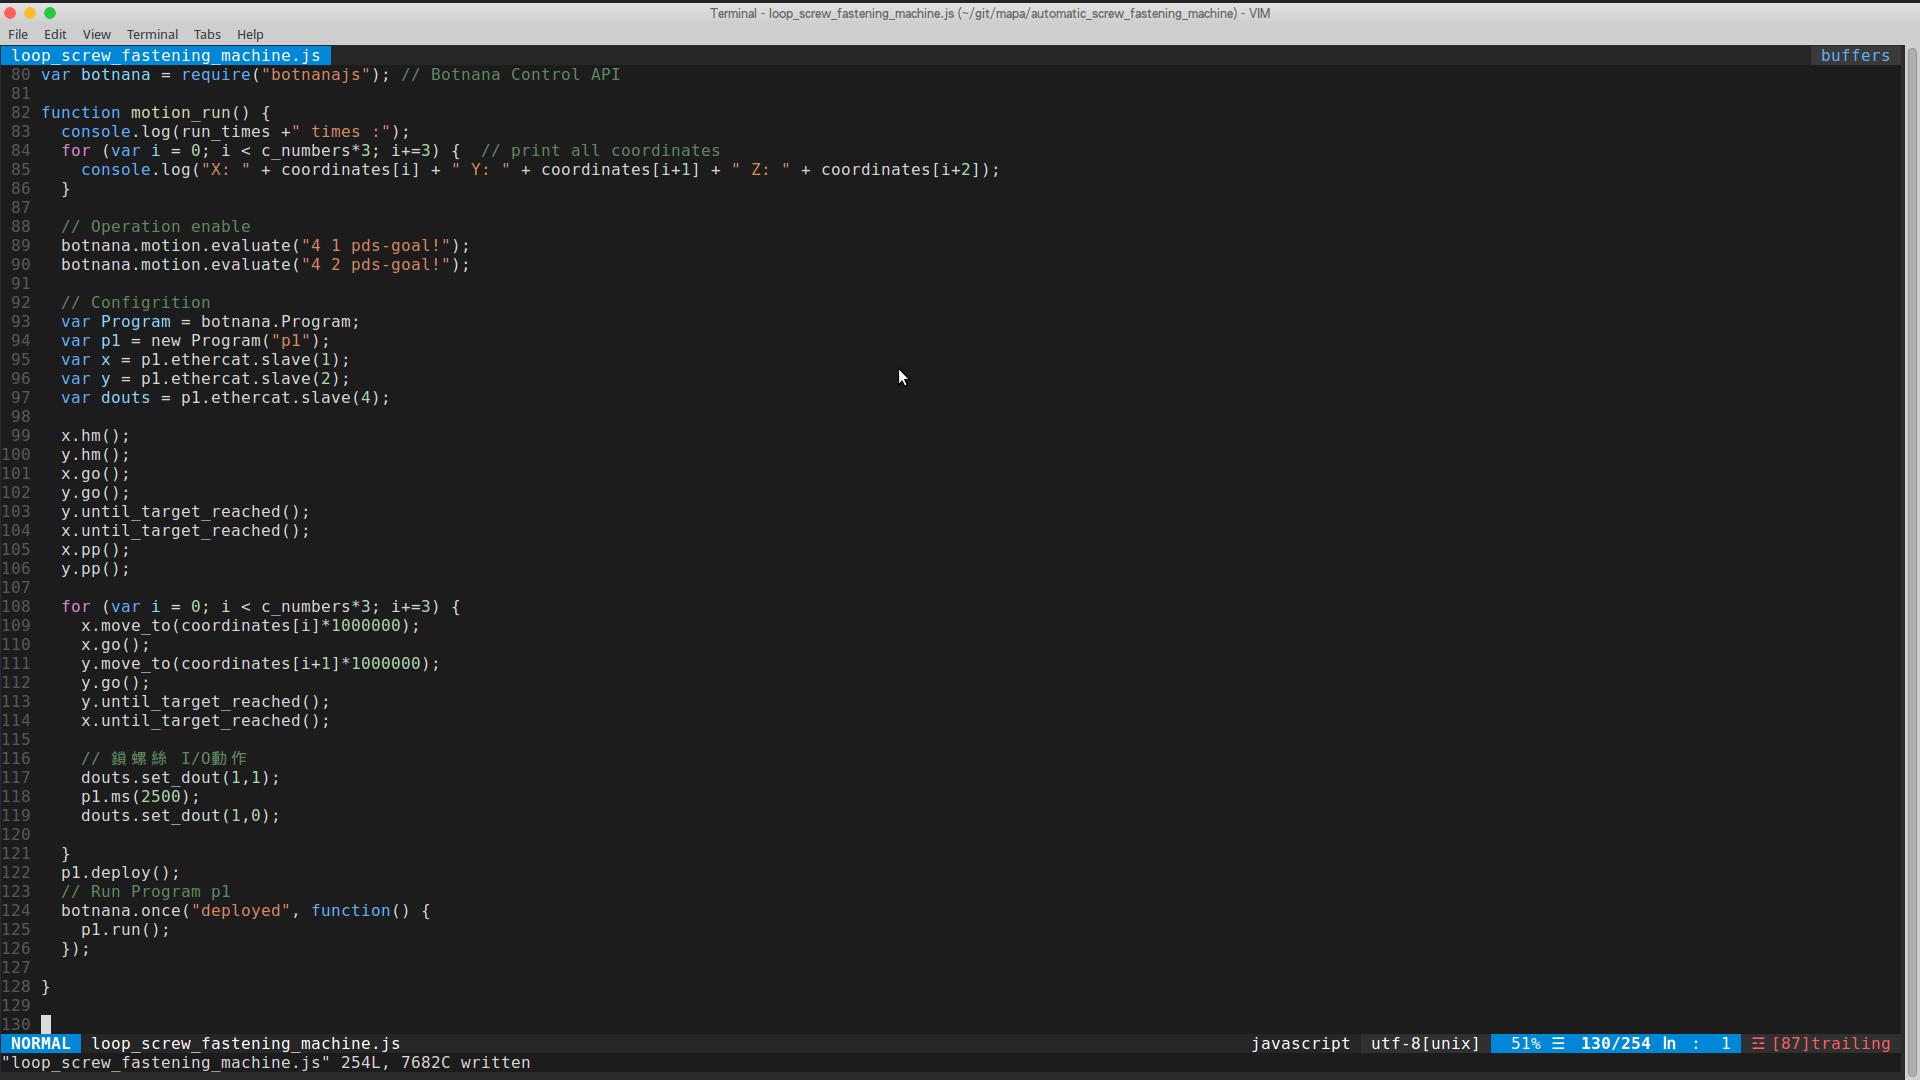 Terminal - loop_screw_fastening_machine.js (~/git/mapa/automatic_screw_fastening_machine) - VIM
File Edit View Terminal Tabs Help
loop_screw_fastening_machine.js buffers
80 var botnana = require("botnanajs"); // Botnana Control API
81
82 function motion_run() {
83   console.log(run_times +" times :");
84   for (var i = 0; i < c_numbers*3; i+=3) {  // print all coordinates
85     console.log("X: " + coordinates[i] + " Y: " + coordinates[i+1] + " Z: " + coordinates[i+2]);
86   }
87
88   // Operation enable
89   botnana.motion.evaluate("4 1 pds-goal!");
90   botnana.motion.evaluate("4 2 pds-goal!");
91
92   // Configrition
93   var Program = botnana.Program;
94   var p1 = new Program("p1");
95   var x = p1.ethercat.slave(1);
96   var y = p1.ethercat.slave(2);
97   var douts = p1.ethercat.slave(4);
98
99   x.hm();
100   y.hm();
101   x.go();
102   y.go();
103   y.until_target_reached();
104   x.until_target_reached();
105   x.pp();
106   y.pp();
107
108   for (var i = 0; i < c_numbers*3; i+=3) {
109     x.move_to(coordinates[i]*1000000);
110     x.go();
111     y.move_to(coordinates[i+1]*1000000);
112     y.go();
113     y.until_target_reached();
114     x.until_target_reached();
115
116     // 鎖螺絲 I/O動作
117     douts.set_dout(1,1);
118     p1.ms(2500);
119     douts.set_dout(1,0);
120
121   }
122   p1.deploy();
123   // Run Program p1
124   botnana.once("deployed", function() {
125     p1.run();
126   });
127
128 }
129
130
NORMAL loop_screw_fastening_machine.js javascript utf-8[unix] 51% ☰ 130/254 ln : 1 ☲ [87]trailing
"loop_screw_fastening_machine.js" 254L, 7682C written